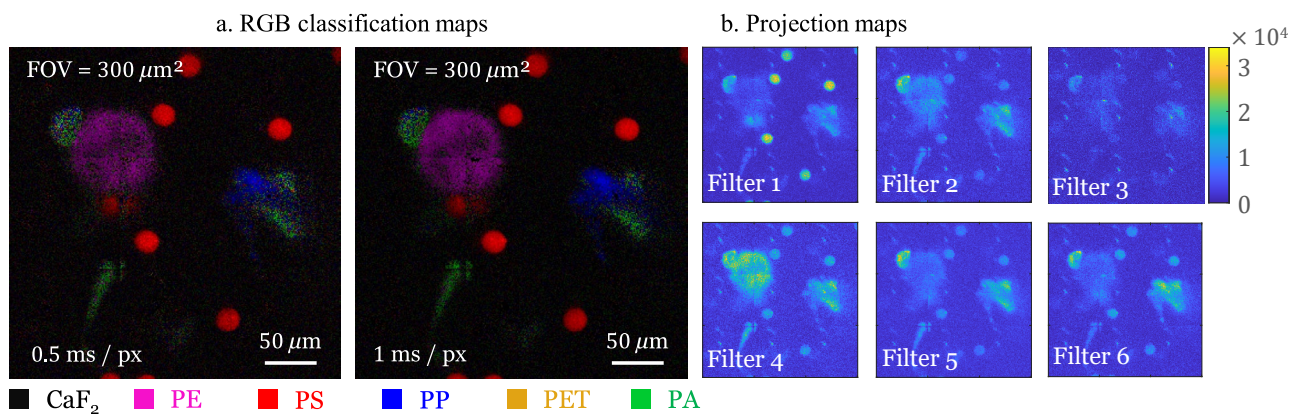 a. RGB classification maps
b. Projection maps
FOV = 300 μm²
0.5 ms / px
50 μm
FOV = 300 μm²
1 ms / px
50 μm
Filter 1
Filter 2
Filter 3
Filter 4
Filter 5
Filter 6
× 10⁴
3
2
1
0
CaF₂ PE PS PP PET PA